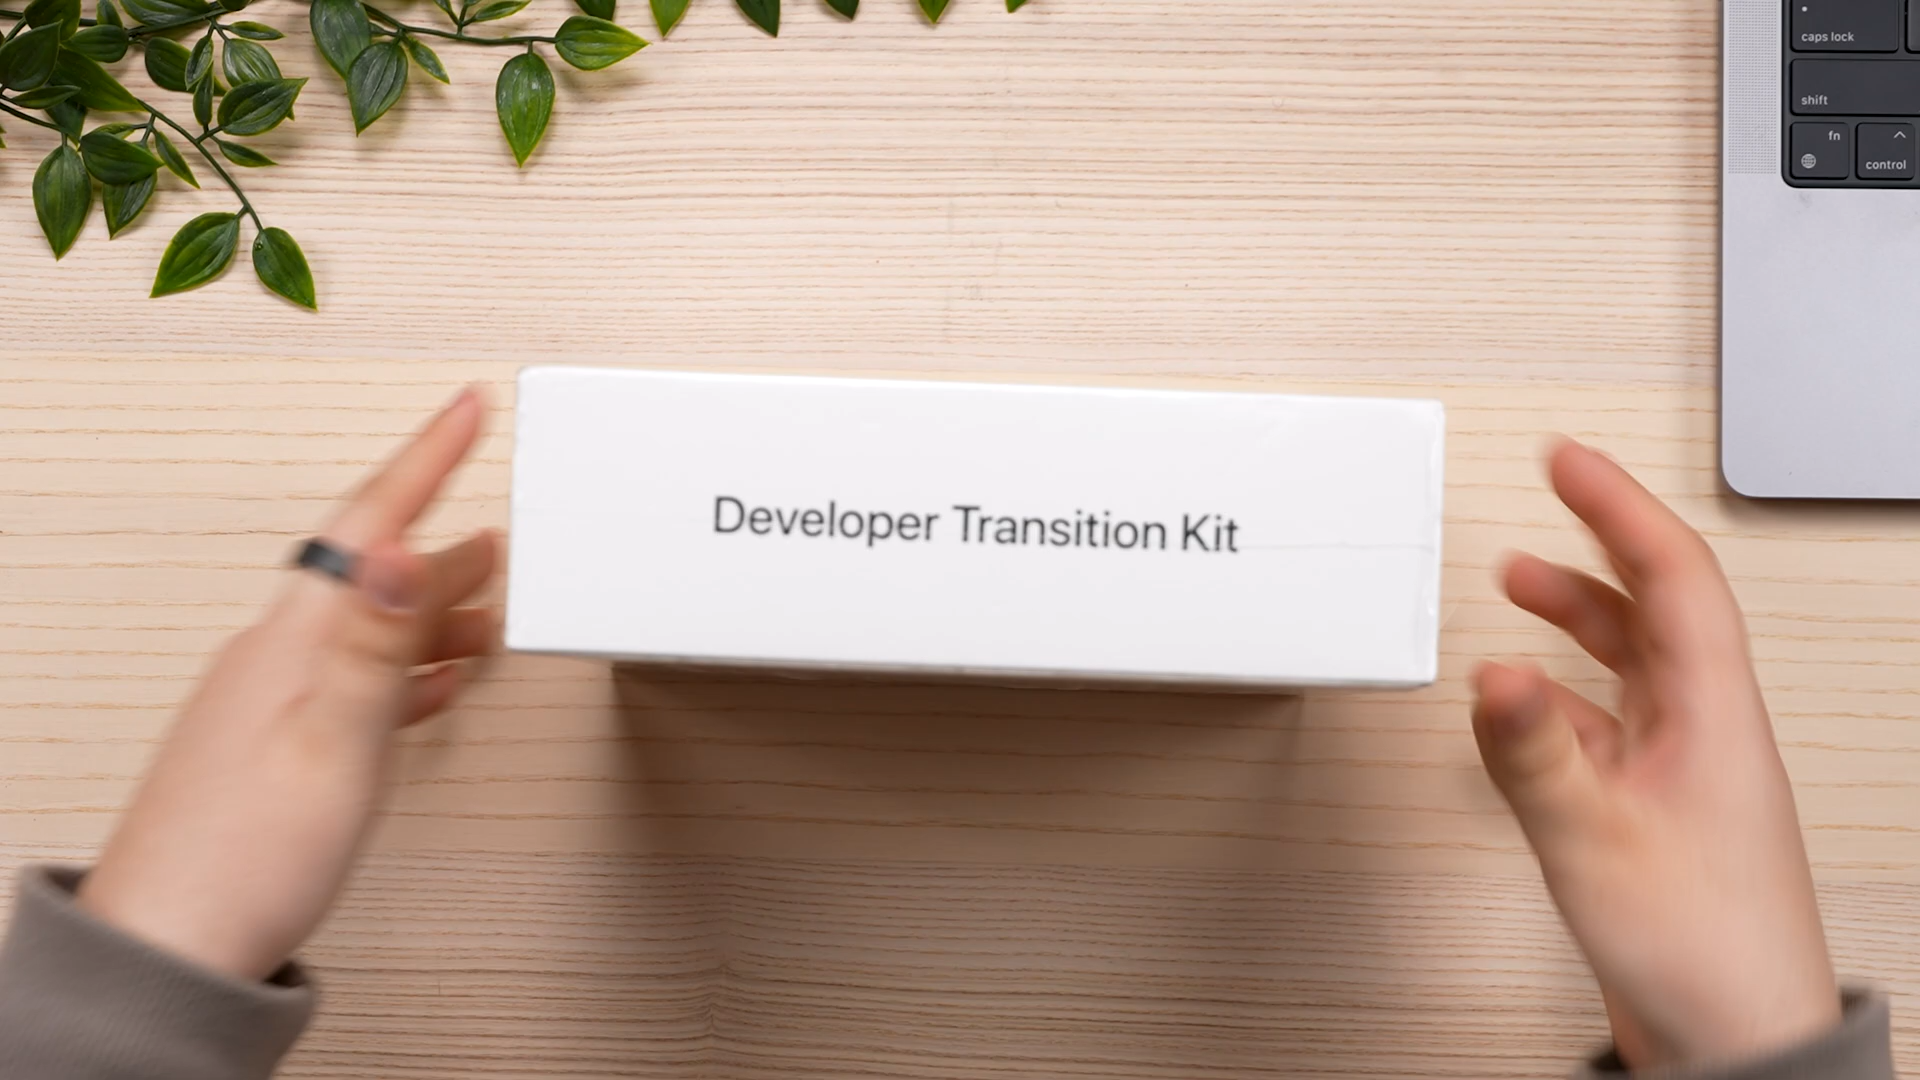 caps lock
shift
fn
control
Developer Transition Kit